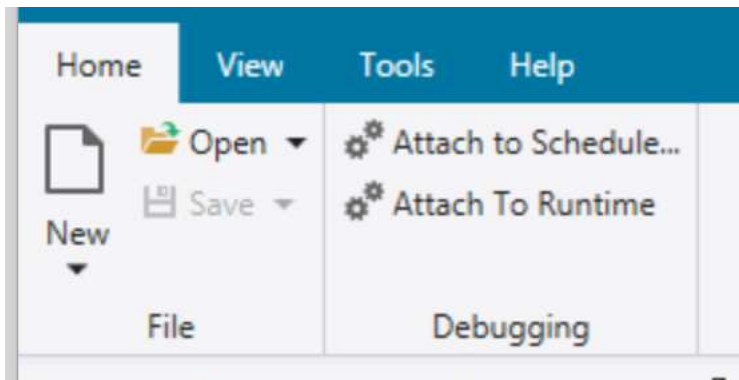 Home View Tools Help
New
Open
Save
File
Attach to Schedule...
Attach To Runtime
Debugging